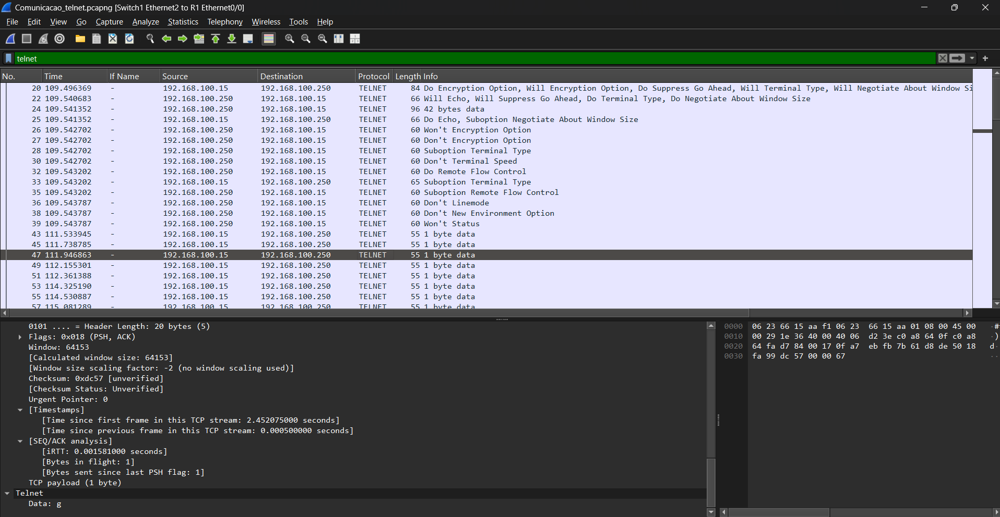 Comunicacao_telnet.pcapng [Switch1 Ethernet2 to R1 Ethernet0/0]
File Edit View Go Capture Analyze Statistics Telephony Wireless Tools Help
telnet
No. Time If Name Source Destination Protocol Length Info
20 109.496369 - 192.168.100.15 192.168.100.250 TELNET 84 Do Encryption Option, Will Encryption Option, Do Suppress Go Ahead, Will Terminal Type, Will Negotiate About Window Si
22 109.540683 - 192.168.100.250 192.168.100.15 TELNET 66 Will Echo, Will Suppress Go Ahead, Do Terminal Type, Do Negotiate About Window Size
24 109.541352 - 192.168.100.250 192.168.100.15 TELNET 96 42 bytes data
25 109.541352 - 192.168.100.15 192.168.100.250 TELNET 66 Do Echo, Suboption Negotiate About Window Size
26 109.542702 - 192.168.100.250 192.168.100.15 TELNET 60 Won't Encryption Option
27 109.542702 - 192.168.100.250 192.168.100.15 TELNET 60 Don't Encryption Option
28 109.542702 - 192.168.100.250 192.168.100.15 TELNET 60 Suboption Terminal Type
30 109.542702 - 192.168.100.250 192.168.100.15 TELNET 60 Don't Terminal Speed
32 109.543202 - 192.168.100.250 192.168.100.15 TELNET 60 Do Remote Flow Control
33 109.543202 - 192.168.100.15 192.168.100.250 TELNET 65 Suboption Terminal Type
35 109.543202 - 192.168.100.250 192.168.100.15 TELNET 60 Suboption Remote Flow Control
36 109.543787 - 192.168.100.250 192.168.100.15 TELNET 60 Don't Linemode
38 109.543787 - 192.168.100.250 192.168.100.15 TELNET 60 Don't New Environment Option
39 109.543787 - 192.168.100.250 192.168.100.15 TELNET 60 Won't Status
43 111.533945 - 192.168.100.15 192.168.100.250 TELNET 55 1 byte data
45 111.738785 - 192.168.100.15 192.168.100.250 TELNET 55 1 byte data
47 111.946863 - 192.168.100.15 192.168.100.250 TELNET 55 1 byte data
49 112.155301 - 192.168.100.15 192.168.100.250 TELNET 55 1 byte data
51 112.361388 - 192.168.100.15 192.168.100.250 TELNET 55 1 byte data
53 114.325190 - 192.168.100.15 192.168.100.250 TELNET 55 1 byte data
55 114.530887 - 192.168.100.15 192.168.100.250 TELNET 55 1 byte data
57 115.081289 - 192.168.100.15 192.168.100.250 TELNET 55 1 byte data
0101 .... = Header Length: 20 bytes (5)
Flags: 0x018 (PSH, ACK)
Window: 64153
[Calculated window size: 64153]
[Window size scaling factor: -2 (no window scaling used)]
Checksum: 0xdc57 [unverified]
[Checksum Status: Unverified]
Urgent Pointer: 0
[Timestamps]
[Time since first frame in this TCP stream: 2.452075000 seconds]
[Time since previous frame in this TCP stream: 0.000500000 seconds]
[SEQ/ACK analysis]
[iRTT: 0.001581000 seconds]
[Bytes in flight: 1]
[Bytes sent since last PSH flag: 1]
TCP payload (1 byte)
Telnet
Data: g
0000 06 23 66 15 aa f1 06 23 66 15 aa 01 08 00 45 00 ·#
0010 00 29 1e 36 40 00 40 06 d2 3e c0 a8 64 0f c0 a8 ·)
0020 64 fa d7 84 00 17 0f a7 eb fb 7b 61 d8 de 50 18 d·
0030 fa 99 dc 57 00 00 67 ··